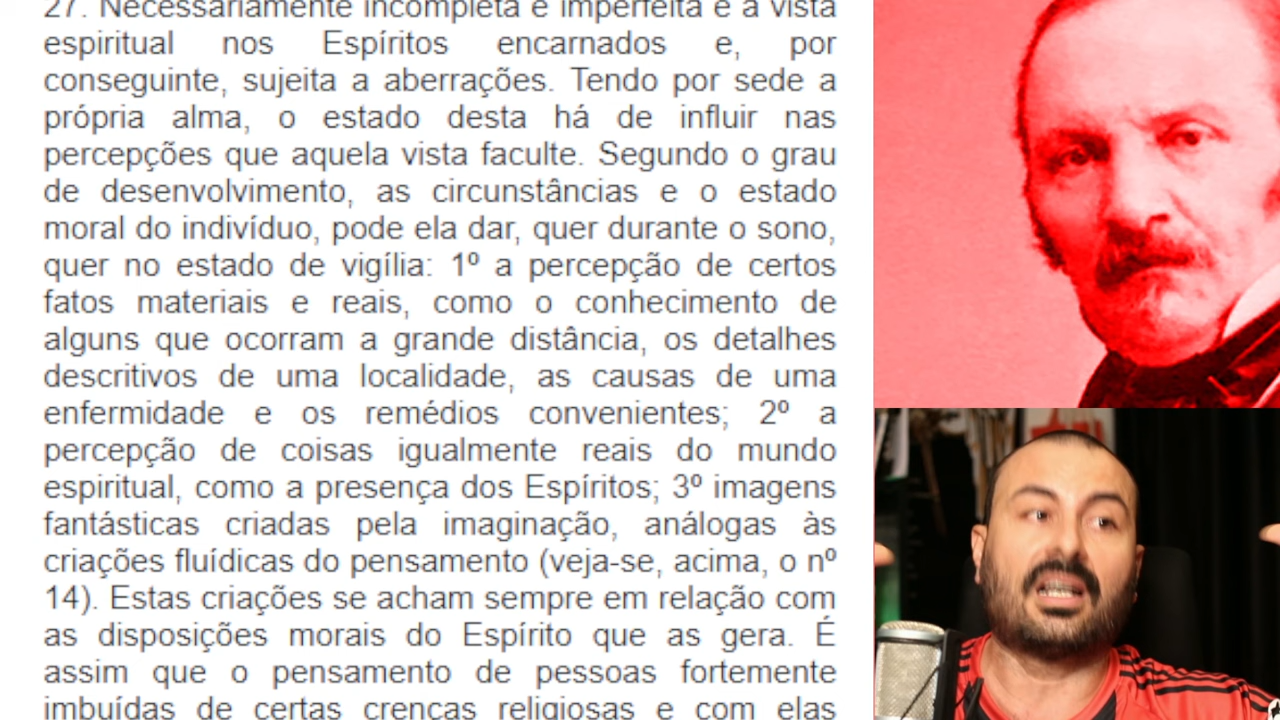 27. Necessariamente incompleta e imperfeita é a vista
espiritual nos Espíritos encarnados e, por
conseguinte, sujeita a aberrações. Tendo por sede a
própria alma, o estado desta há de influir nas
percepções que aquela vista faculte. Segundo o grau
de desenvolvimento, as circunstâncias e o estado
moral do indivíduo, pode ela dar, quer durante o sono,
quer no estado de vigília: 1º a percepção de certos
fatos materiais e reais, como o conhecimento de
alguns que ocorram a grande distância, os detalhes
descritivos de uma localidade, as causas de uma
enfermidade e os remédios convenientes; 2º a
percepção de coisas igualmente reais do mundo
espiritual, como a presença dos Espíritos; 3º imagens
fantásticas criadas pela imaginação, análogas às
criações fluídicas do pensamento (veja-se, acima, o nº
14). Estas criações se acham sempre em relação com
as disposições morais do Espírito que as gera. É
assim que o pensamento de pessoas fortemente
imbuídas de certas crenças religiosas e com elas